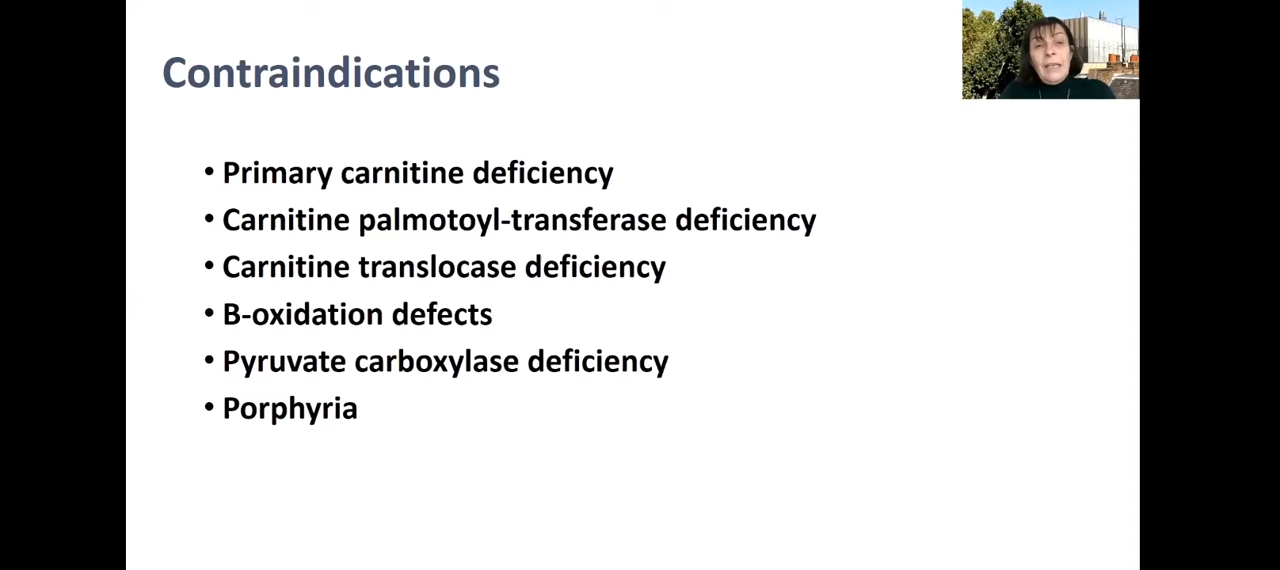 Contraindications
• Primary carnitine deficiency
• Carnitine palmotoyl-transferase deficiency
• Carnitine translocase deficiency
• B-oxidation defects
• Pyruvate carboxylase deficiency
• Porphyria